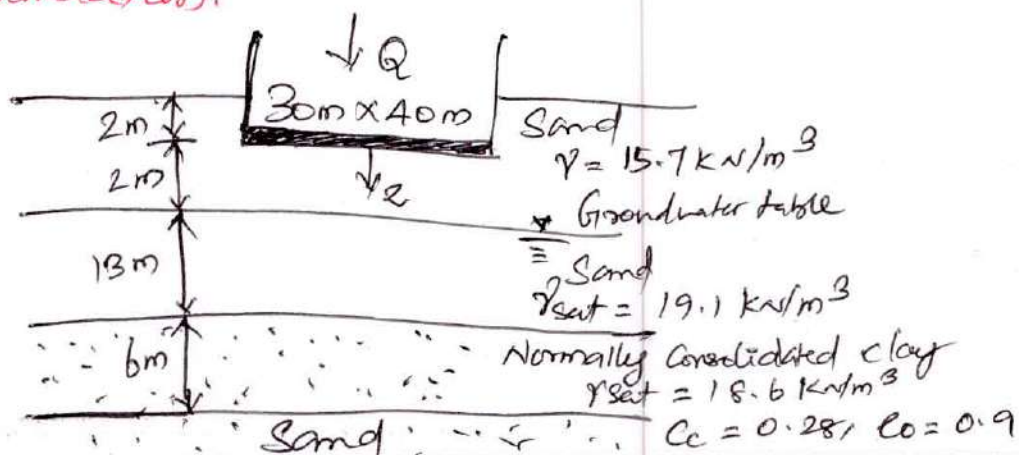 Q
30m X 40m
2m
Sand
γ = 15.7 kN/m³
2m
z
Groundwater table
13m
Sand
γsat = 19.1 kN/m³
6m
Normally Consolidated clay
γsat = 18.6 kN/m³
Sand
Cc = 0.28, eo = 0.9